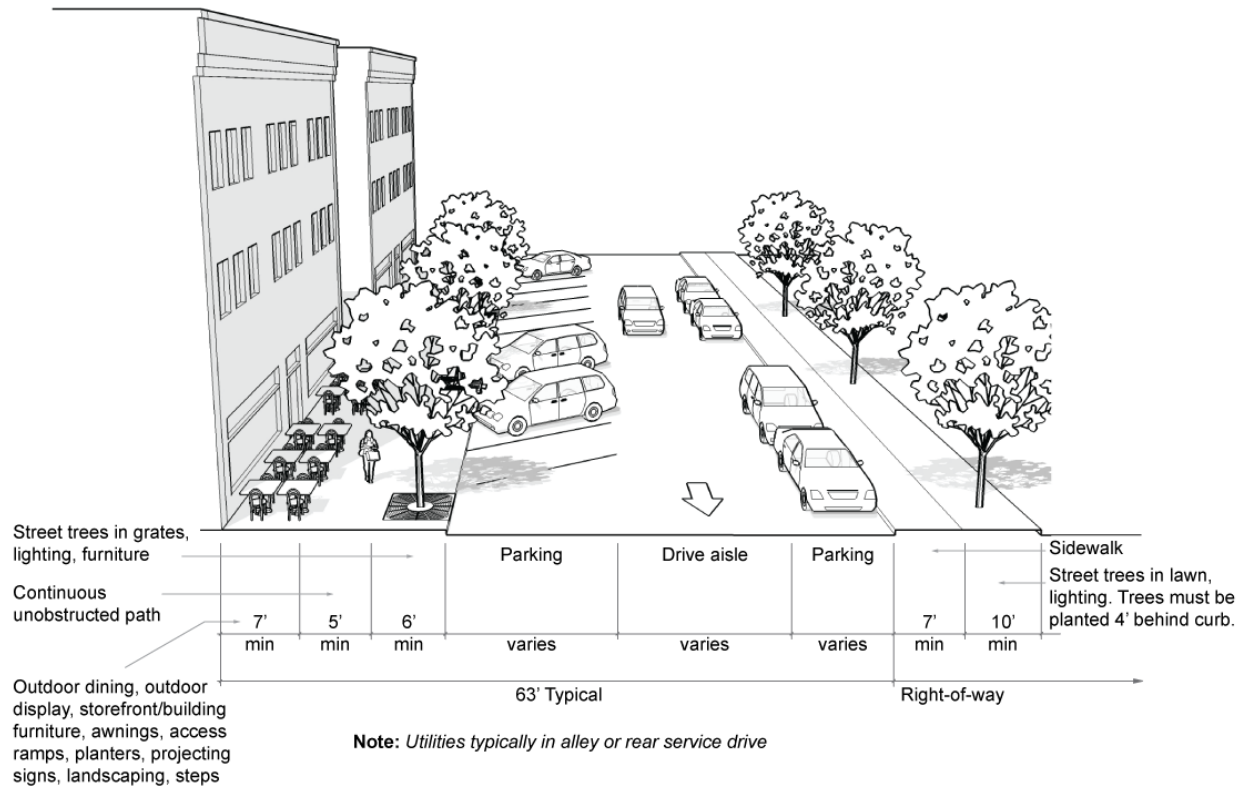 Street trees in grates,
lighting, furniture
Continuous
unobstructed path
Parking
Drive aisle
Parking
Sidewalk
Street trees in lawn,
lighting. Trees must be
planted 4’ behind curb.
7’
min
5’
min
6’
min
varies
varies
varies
7’
min
10’
min
63’ Typical
Right-of-way
Outdoor dining, outdoor
display, storefront/building
furniture, awnings, access
ramps, planters, projecting
signs, landscaping, steps
Note: Utilities typically in alley or rear service drive